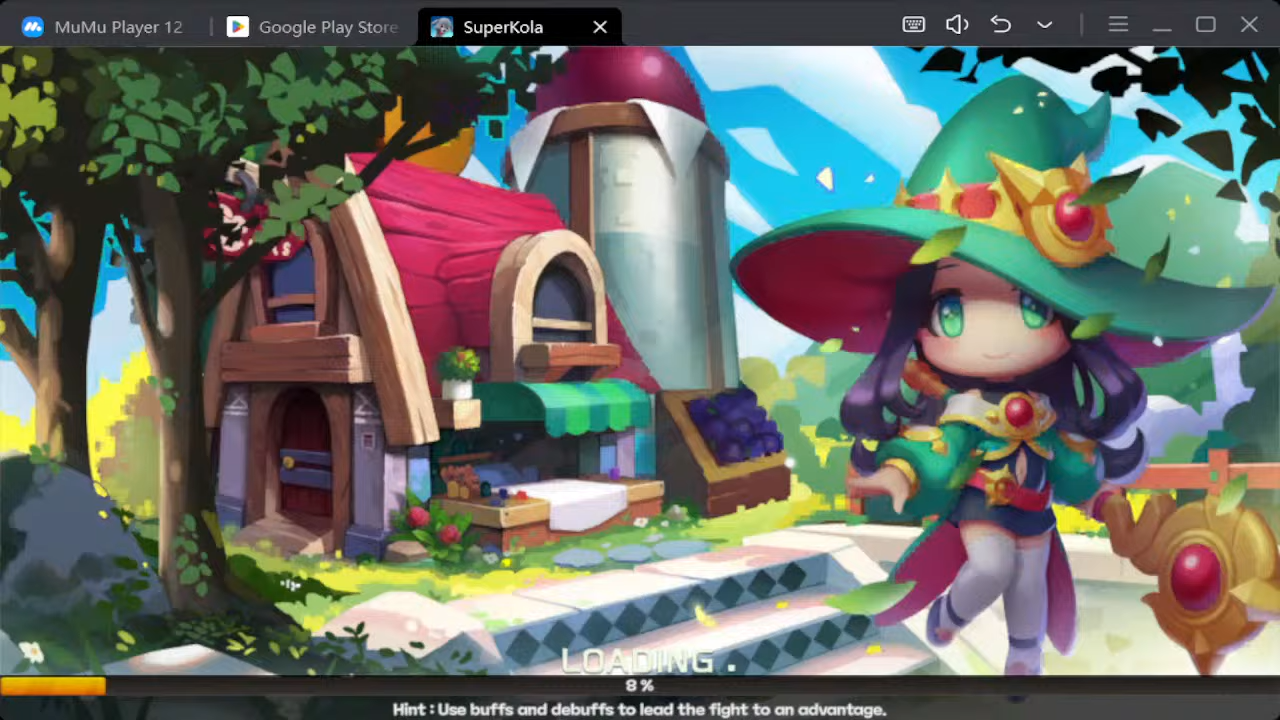 MuMu Player 12
Google Play Store
SuperKola
LOADING .
8 %
Hint : Use buffs and debuffs to lead the fight to an advantage.